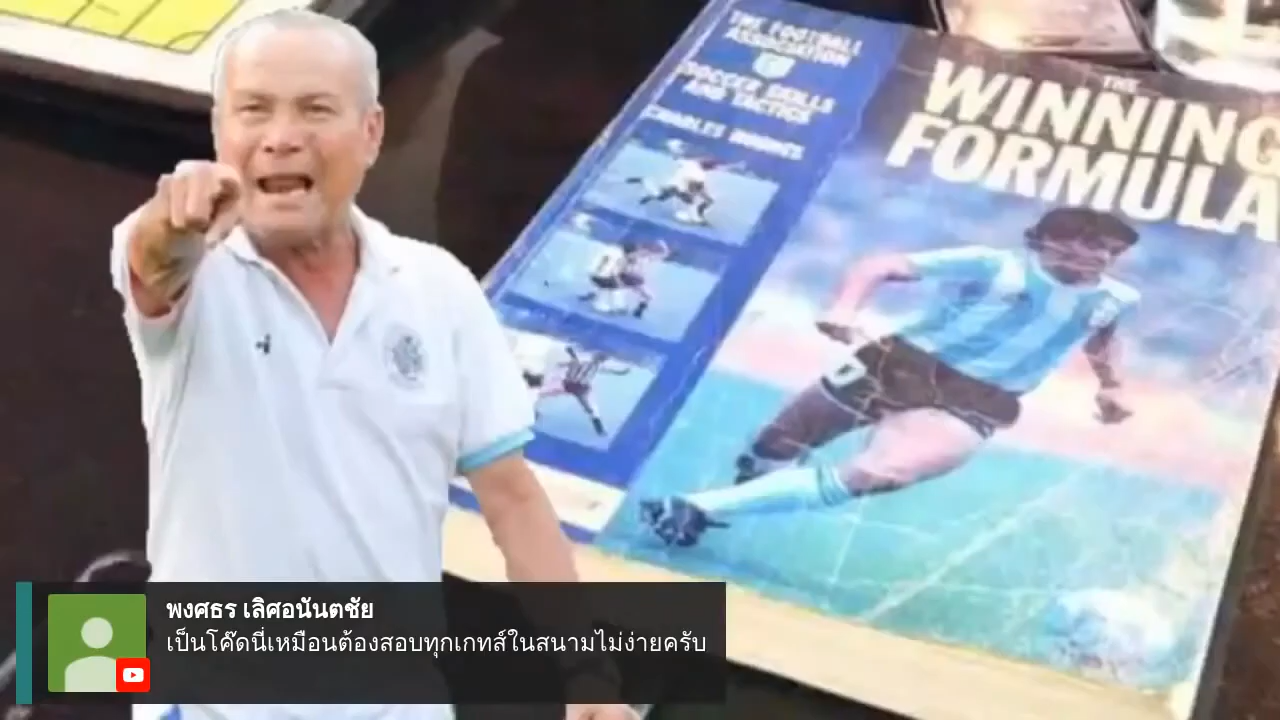 THE FOOTBALL
ASSOCIATION
SOCCER SKILLS
AND TACTICS
CHARLES HUGHES
THE
WINNING
FORMULA
พงศธร เลิศอนันตชัย
เป็นโค๊ดนี่เหมือนต้องสอบทุกเกทส์ในสนามไม่ง่ายครับ